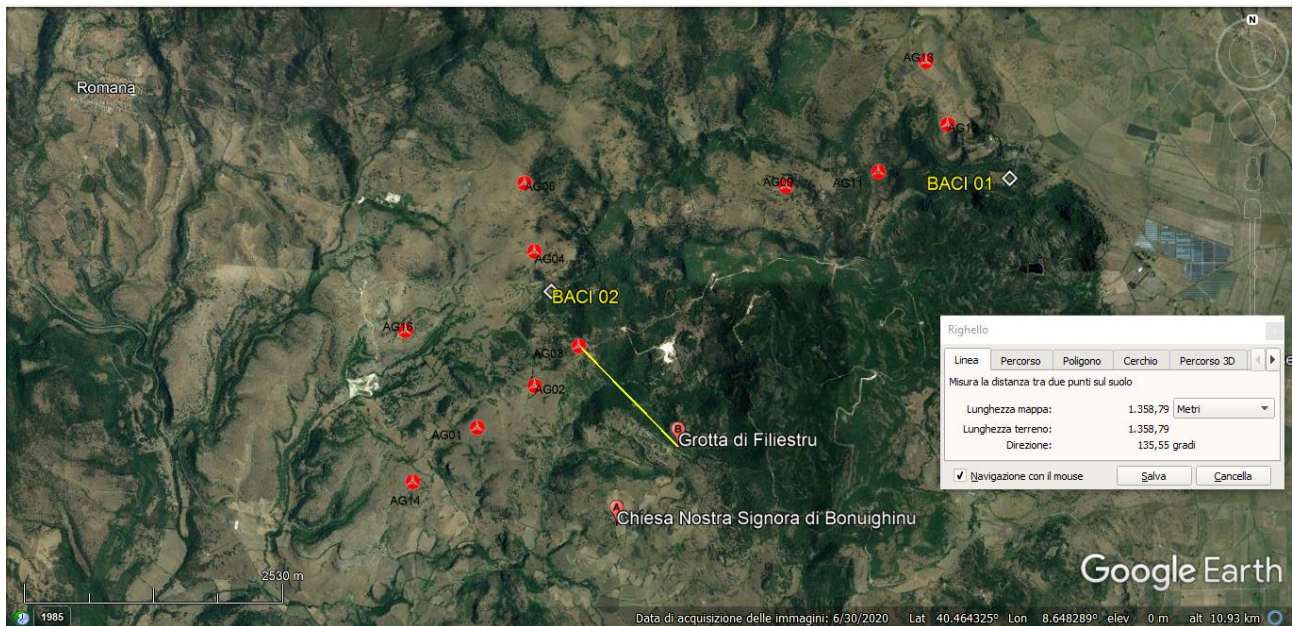 N
Romana
AG13
AG06
AG09
AG11
BACI 01
AG04
BACI 02
AG16
AG03
AG02
AG01
AG14
B
Grotta di Filiestru
A
Chiesa Nostra Signora di Bonuighinu
Righello
Linea
Percorso
Poligono
Cerchio
Percorso 3D
Misura la distanza tra due punti sul suolo
Lunghezza mappa: 1.358,79 Metri
Lunghezza terreno: 1.358,79
Direzione: 135,55 gradi
Navigazione con il mouse
Salva
Cancella
2530 m
Google Earth
1985
Data di acquisizione delle immagini: 6/30/2020 Lat 40.464325° Lon 8.648289° elev 0 m alt 10.93 km